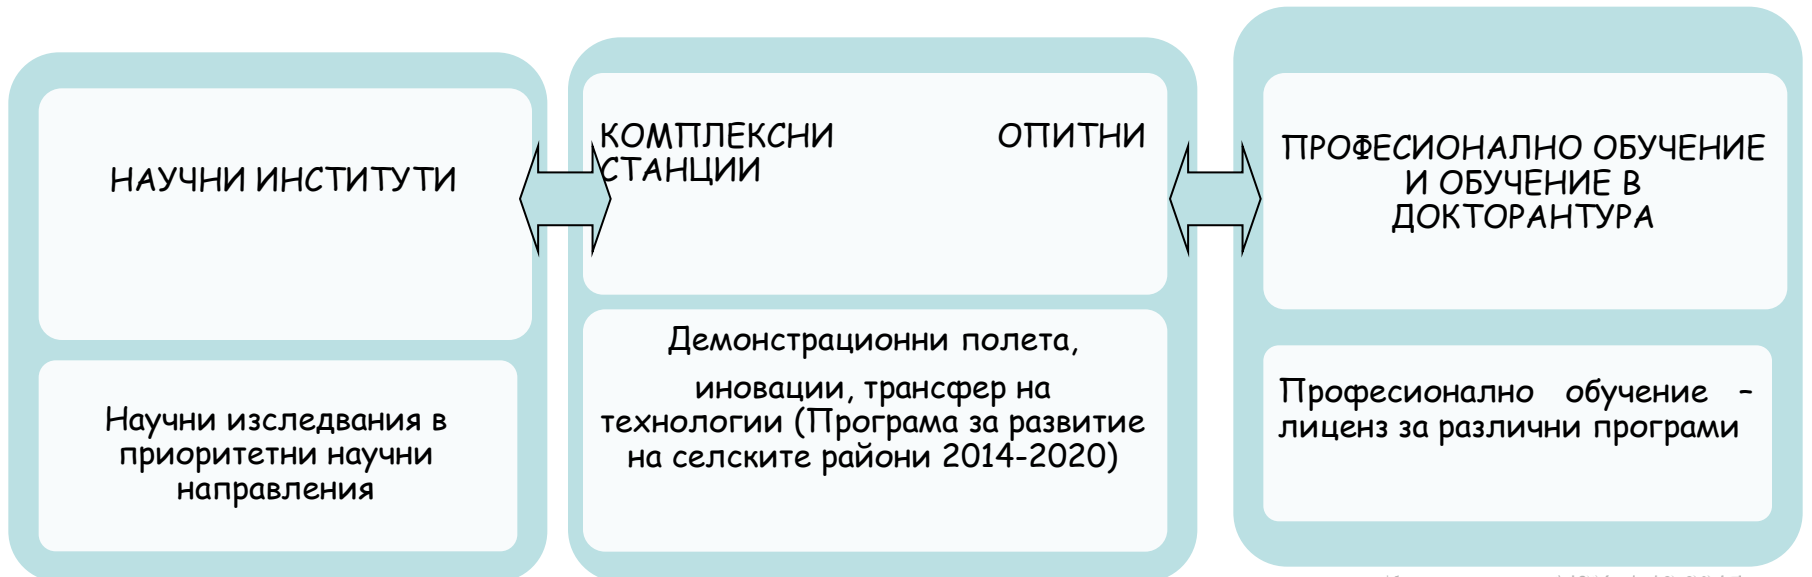 НАУЧНИ ИНСТИТУТИ
Научни изследвания в
приоритетни научни
направления
КОМПЛЕКСНИ ОПИТНИ
СТАНЦИИ
Демонстрационни полета,
иновации, трансфер на
технологии (Програма за развитие
на селските райони 2014-2020)
ПРОФЕСИОНАЛНО ОБУЧЕНИЕ
И ОБУЧЕНИЕ В
ДОКТОРАНТУРА
Професионално обучение –
лиценз за различни програми